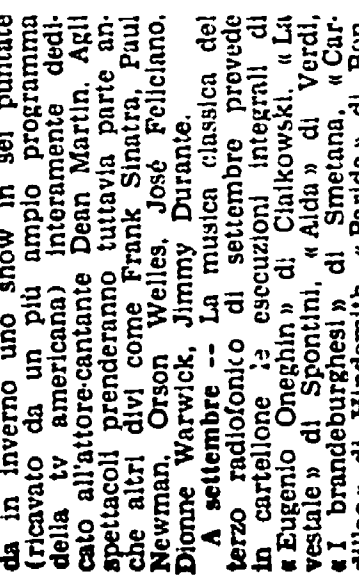 da in inverno uno show in sei puntate
(ricavato da un più ampio programma
della tv americana) interamente dedi-
cato all'attore-cantante Dean Martin. Agli
spettacoli prenderanno tuttavia parte an-
che altri divi come Frank Sinatra, Paul
Newman, Orson Welles, José Feliciano,
Dionne Warwick, Jimmy Durante.
A settembre -- La musica classica del
terzo radiofonico di settembre prevede
in cartellone le esecuzioni integrali di
« Eugenio Oneghin » di Ciaikowski. « La
vestale » di Spontini, « Aida » di Verdi,
« I brandeburghesi » di Smetana, « Car-